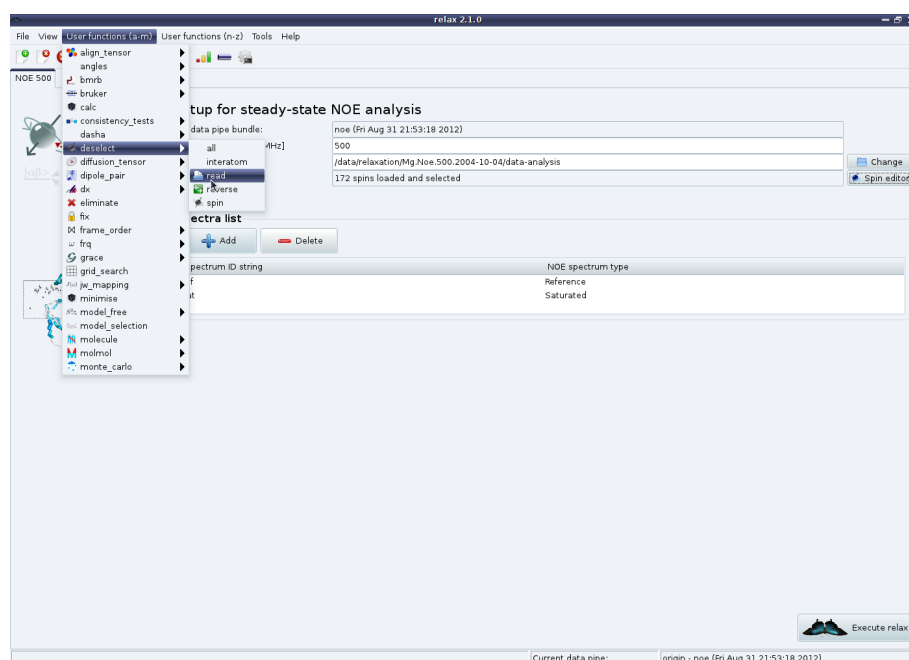 relax 2.1.0
File View User functions (a-m) User functions (n-z) Tools Help
NOE 500
align_tensor
angles
bmrb
bruker
calc
consistency_tests
dasha
deselect
diffusion_tensor
dipole_pair
dx
eliminate
fix
frame_order
frq
grace
grid_search
jw_mapping
minimise
model_free
model_selection
molecule
molmol
monte_carlo
all
interatom
read
reverse
spin
tup for steady-state NOE analysis
data pipe bundle: noe (Fri Aug 31 21:53:18 2012)
MHz] 500
/data/relaxation/Mg.Noe.500.2004-10-04/data-analysis Change
172 spins loaded and selected Spin editor
ectra list
Add Delete
pectrum ID string NOE spectrum type
f Reference
at Saturated
Execute relax
Current data pipe: origin - noe (Fri Aug 31 21:53:18 2012)